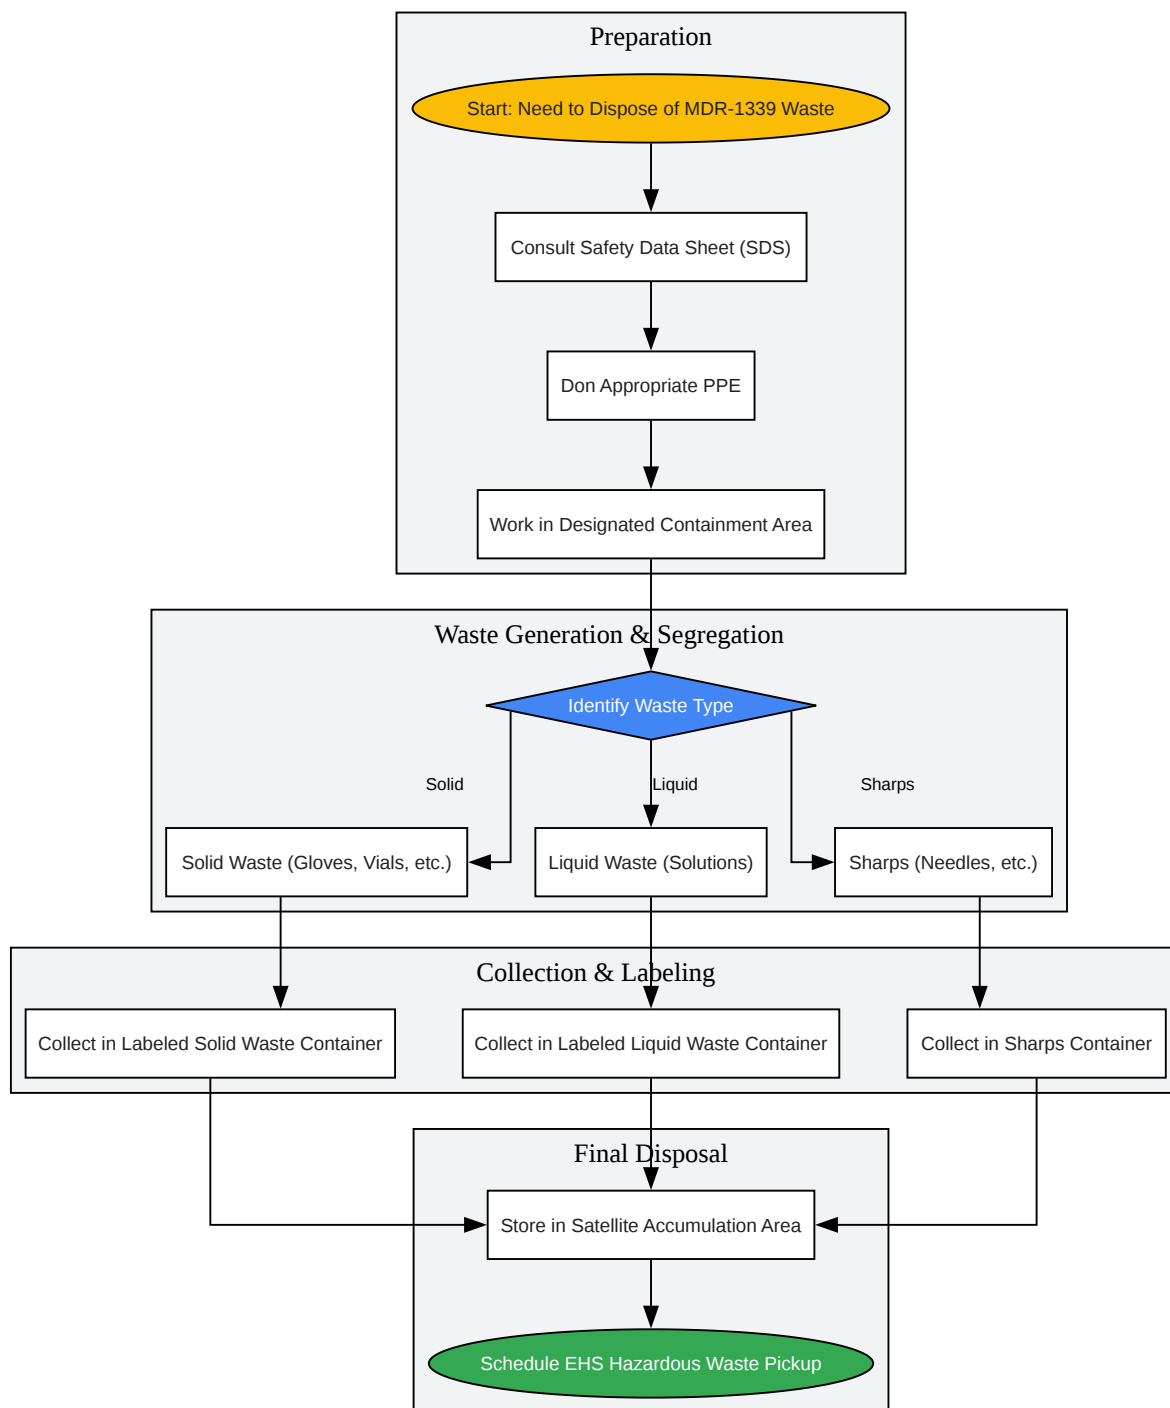 Preparation
Start: Need to Dispose of MDR-1339 Waste
Consult Safety Data Sheet (SDS)
Don Appropriate PPE
Work in Designated Containment Area
Waste Generation & Segregation
Identify Waste Type
Solid
Liquid
Sharps
Solid Waste (Gloves, Vials, etc.)
Liquid Waste (Solutions)
Sharps (Needles, etc.)
Collection & Labeling
Collect in Labeled Solid Waste Container
Collect in Labeled Liquid Waste Container
Collect in Sharps Container
Final Disposal
Store in Satellite Accumulation Area
Schedule EHS Hazardous Waste Pickup